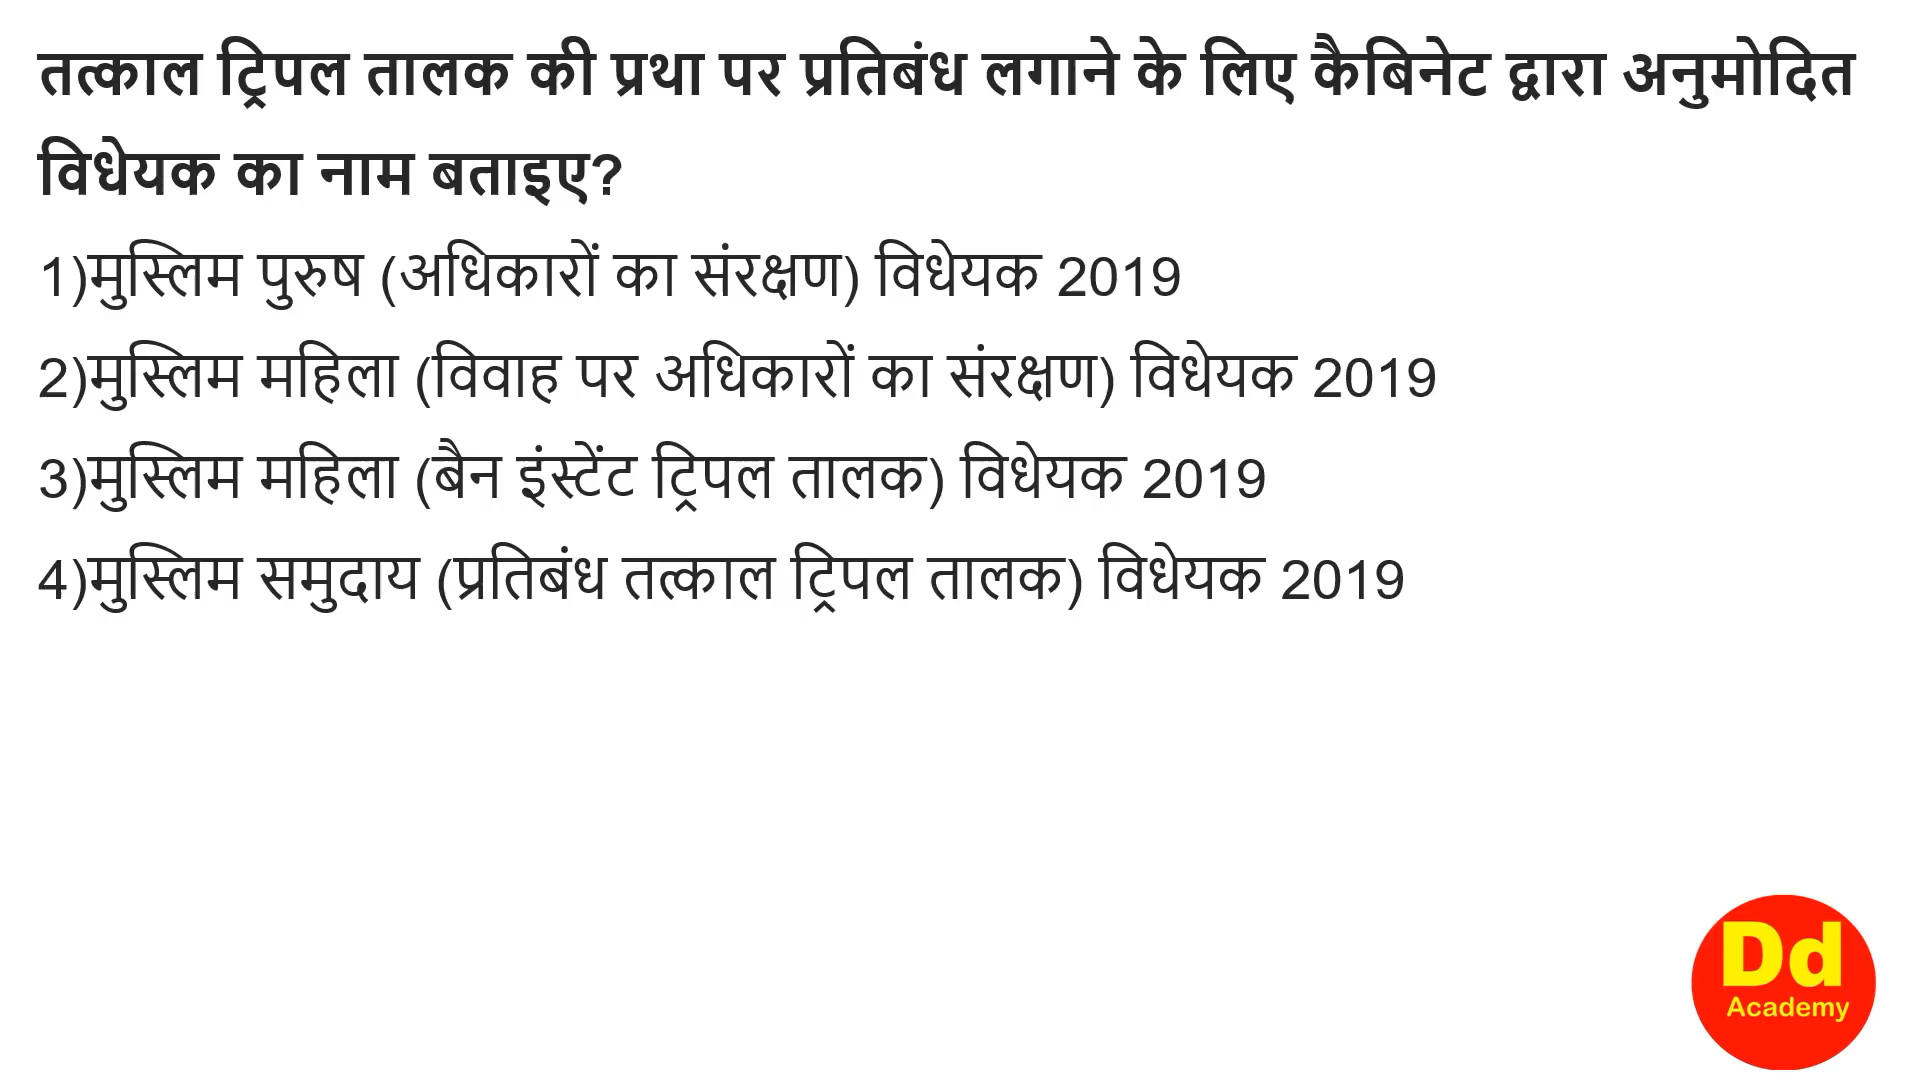 तत्काल ट्रिपल तालक की प्रथा पर प्रतिबंध लगाने के लिए कैबिनेट द्वारा अनुमोदित
विधेयक का नाम बताइए?
1)मुस्लिम पुरुष (अधिकारों का संरक्षण) विधेयक 2019
2)मुस्लिम महिला (विवाह पर अधिकारों का संरक्षण) विधेयक 2019
3)मुस्लिम महिला (बैन इंस्टेंट ट्रिपल तालक) विधेयक 2019
4)मुस्लिम समुदाय (प्रतिबंध तत्काल ट्रिपल तालक) विधेयक 2019
Dd
Academy